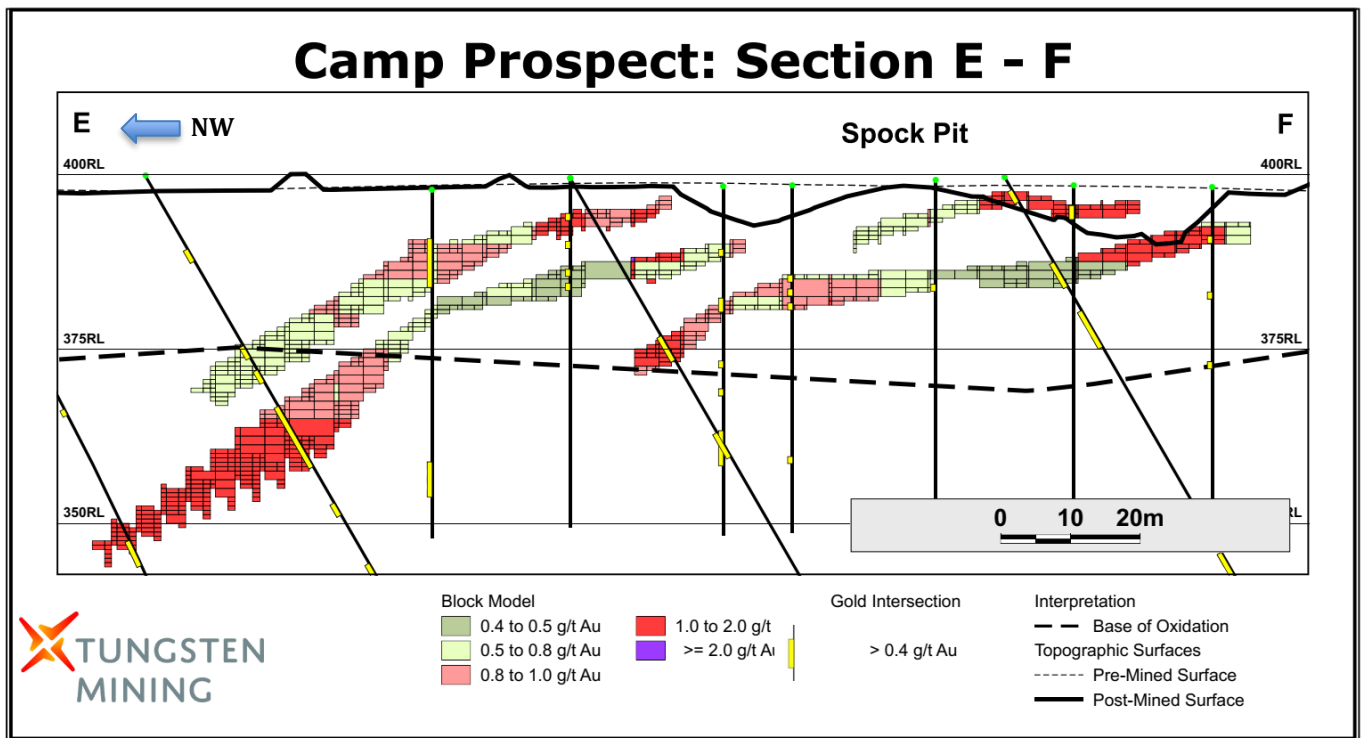 Camp Prospect: Section E - F
E
NW
Spock Pit
F
400RL
400RL
375RL
375RL
350RL
RL
0 10 20m
Block Model
0.4 to 0.5 g/t Au
0.5 to 0.8 g/t Au
0.8 to 1.0 g/t Au
1.0 to 2.0 g/t
>= 2.0 g/t Au
Gold Intersection
> 0.4 g/t Au
Interpretation
Base of Oxidation
Topographic Surfaces
Pre-Mined Surface
Post-Mined Surface
TUNGSTEN
MINING